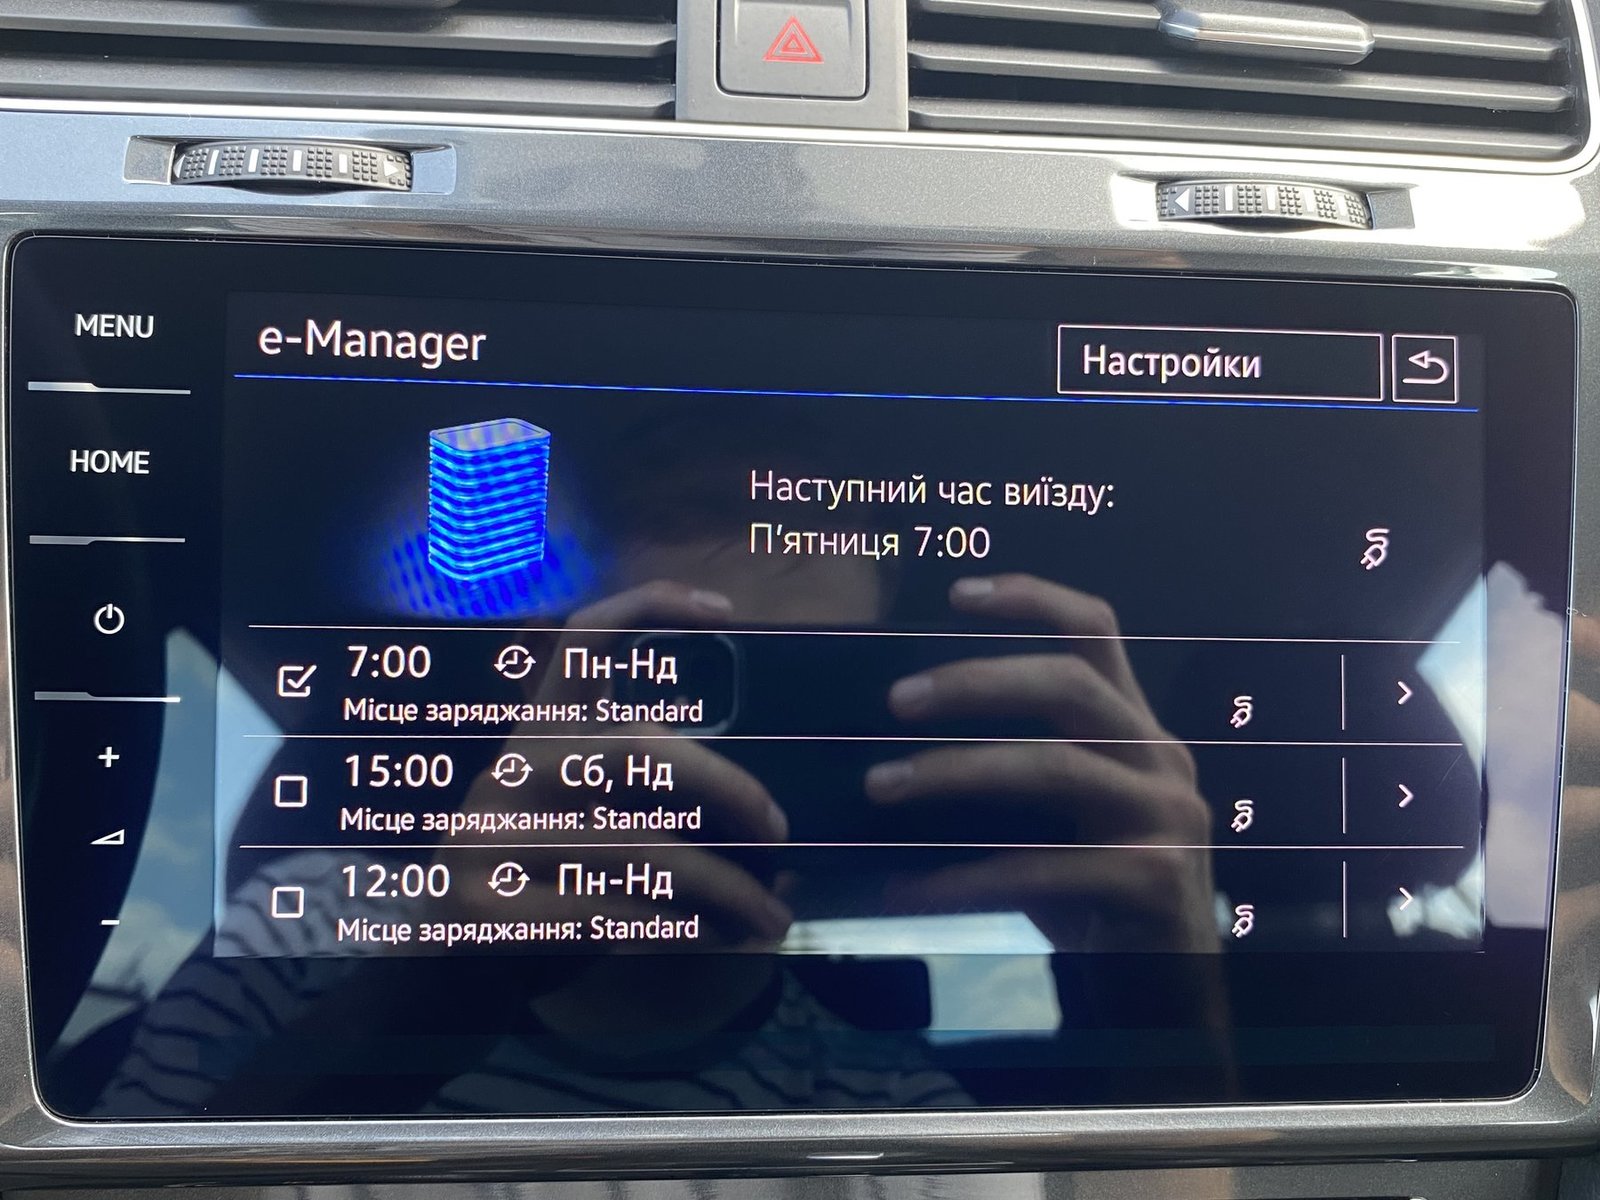 MENU
HOME
e-Manager
Настройки
Наступний час виїзду:
П'ятниця 7:00
7:00 Пн-Нд
Місце заряджання: Standard
15:00 Сб, Нд
Місце заряджання: Standard
12:00 Пн-Нд
Місце заряджання: Standard